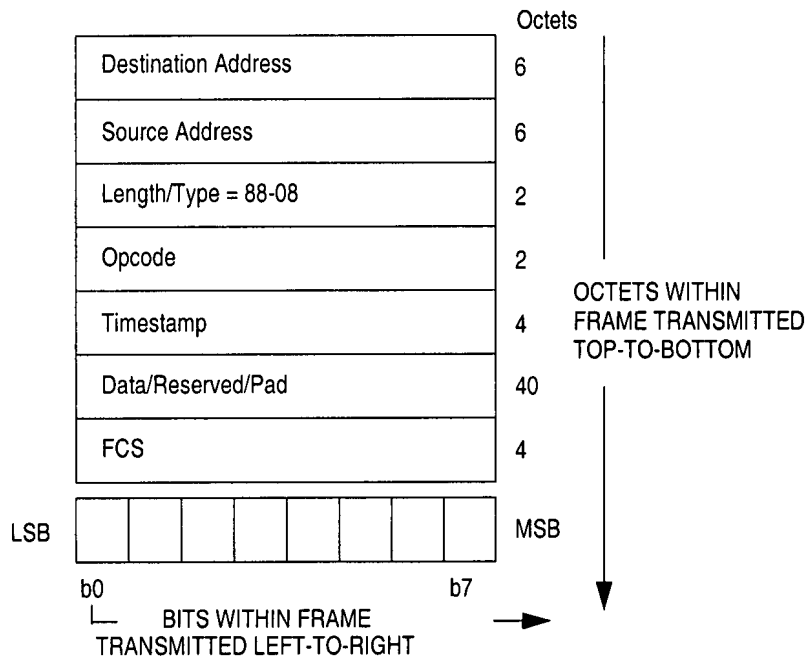 Octets
Destination Address 6
Source Address 6
Length/Type = 88-08 2
Opcode 2
Timestamp 4
Data/Reserved/Pad 40
FCS 4
OCTETS WITHIN
FRAME TRANSMITTED
TOP-TO-BOTTOM
LSB MSB
b0 b7
BITS WITHIN FRAME
TRANSMITTED LEFT-TO-RIGHT